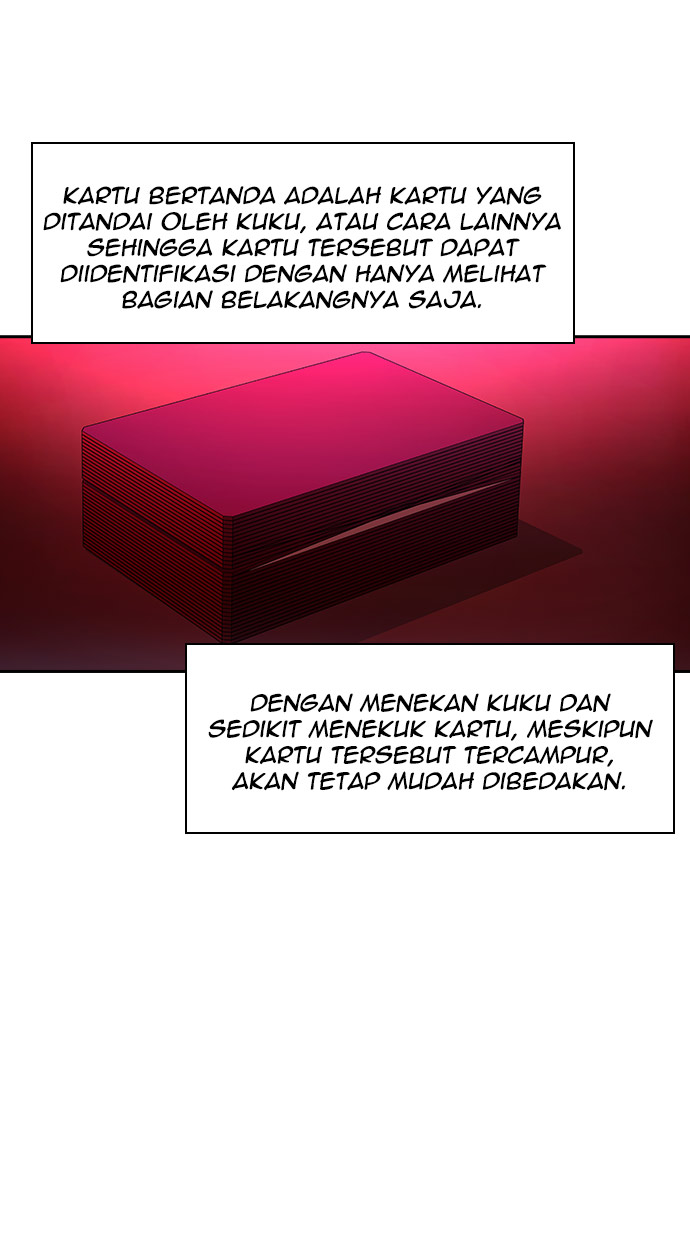 KARTU BERTANDA ADALAH KARTU YANG
DITANDAI OLEH KUKU, ATAU CARA LAINNYA
SEHINGGA KARTU TERSEBUT DAPAT
DIIDENTIFIKASI DENGAN HANYA MELIHAT
BAGIAN BELAKANGNYA SAJA.
DENGAN MENEKAN KUKU DAN
SEDIKIT MENEKUK KARTU, MESKIPUN
KARTU TERSEBUT TERCAMPUR,
AKAN TETAP MUDAH DIBEDAKAN.